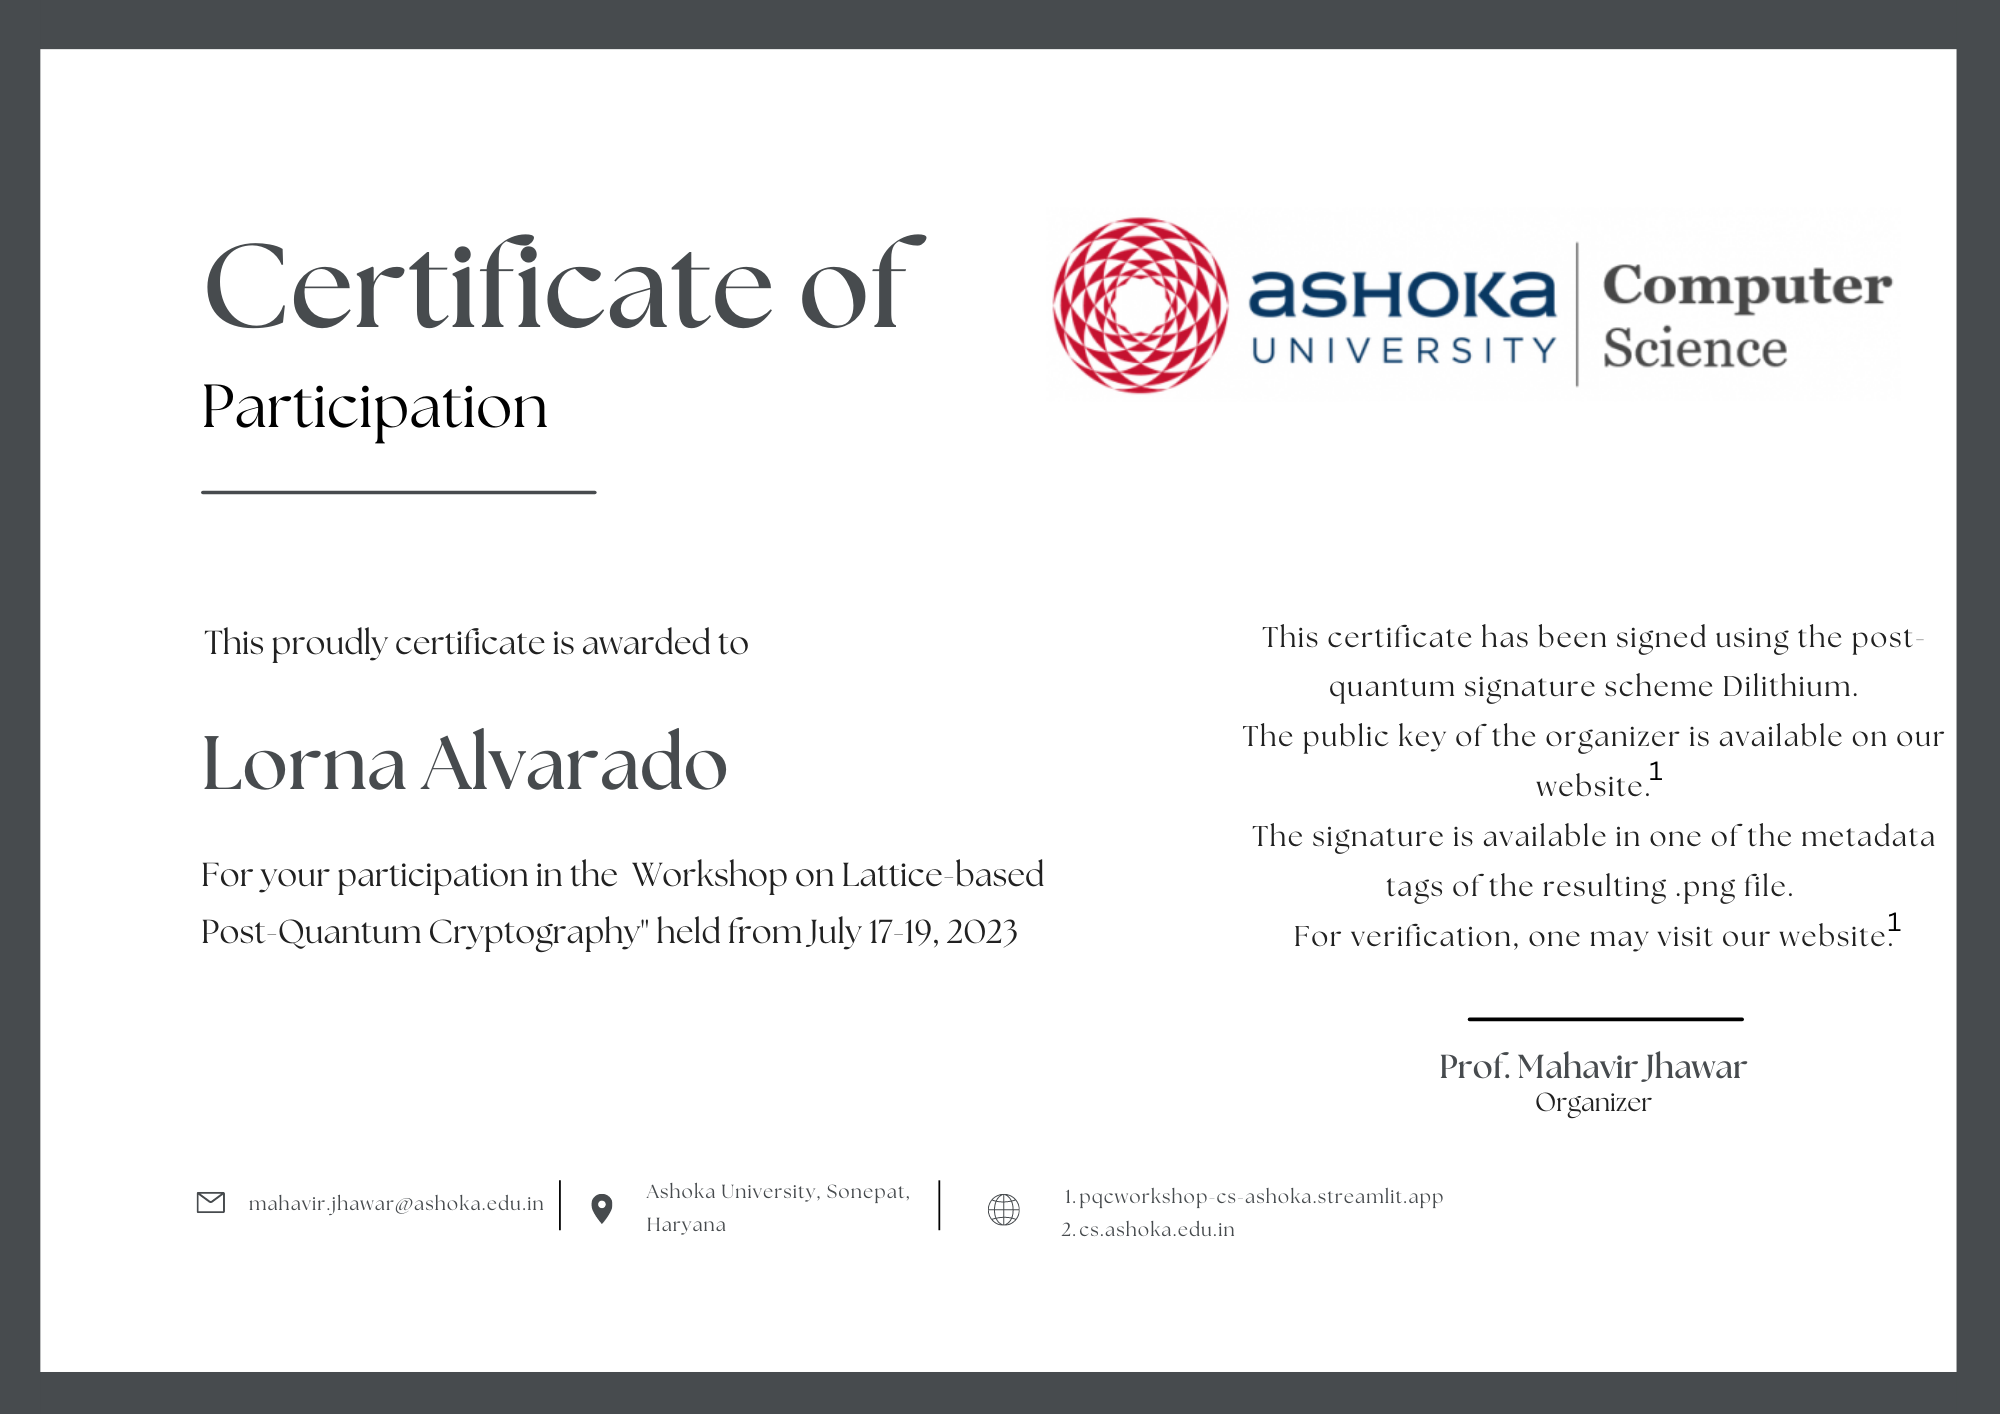 Certificate of
Participation
ASHOKA
UNIVERSITY
Computer
Science
This proudly certificate is awarded to
Lorna Alvarado
For your participation in the  Workshop on Lattice-based
Post-Quantum Cryptography" held from July 17-19, 2023
This certificate has been signed using the post-
quantum signature scheme Dilithium.
The public key of the organizer is available on our
website.1
The signature is available in one of the metadata
tags of the resulting .png file.
For verification, one may visit our website.1
Prof. Mahavir Jhawar
Organizer
mahavir.jhawar@ashoka.edu.in
Ashoka University, Sonepat,
Haryana
1. pqcworkshop-cs-ashoka.streamlit.app
2. cs.ashoka.edu.in